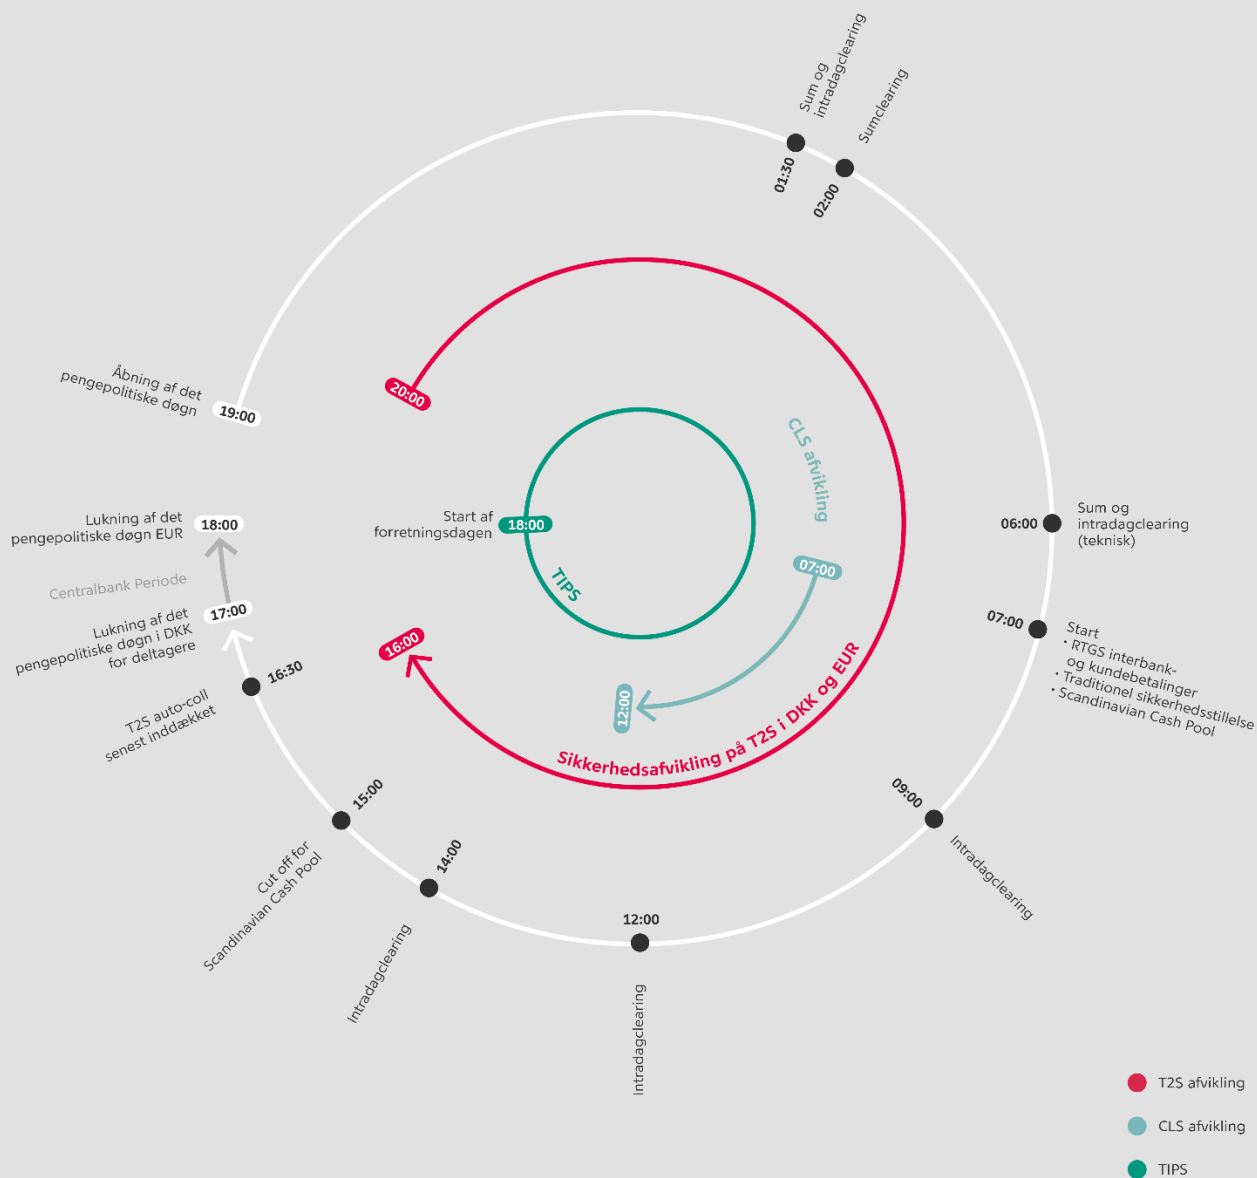 Sum og
intradagclearing
01:30
Sumclearing
02:00
Sum og
intradagclearing
(teknisk)
06:00
07:00
Start
· RTGS interbank-
og kundebetalinger
· Traditionel sikkerhedsstillelse
· Scandinavian Cash Pool
09:00
Intradagclearing
12:00
Intradagclearing
14:00
Intradagclearing
15:00
Cut off for
Scandinavian Cash Pool
16:30
T2S auto-coll
senest inddækket
17:00
Lukning af det
pengepolitiske døgn i DKK
for deltagere
Centralbank Periode
18:00
Lukning af det
pengepolitiske døgn EUR
19:00
Åbning af det
pengepolitiske døgn
20:00
Sikkerhedsafvikling på T2S i DKK og EUR
16:00
CLS afvikling
07:00
12:00
Start af
forretningsdagen
18:00
TIPS
T2S afvikling
CLS afvikling
TIPS